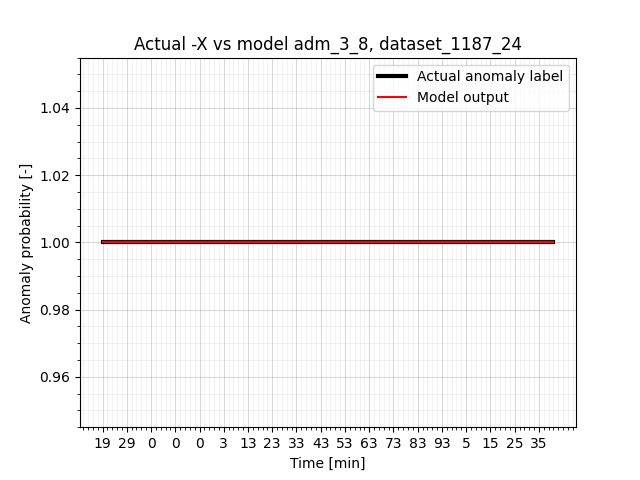 Actual -X vs model adm_3_8, dataset_1187_24
Actual anomaly label
Model output
Anomaly probability [-]
1.04
1.02
1.00
0.98
0.96
19 29 0 0 0 3 13 23 33 43 53 63 73 83 93 5 15 25 35
Time [min]